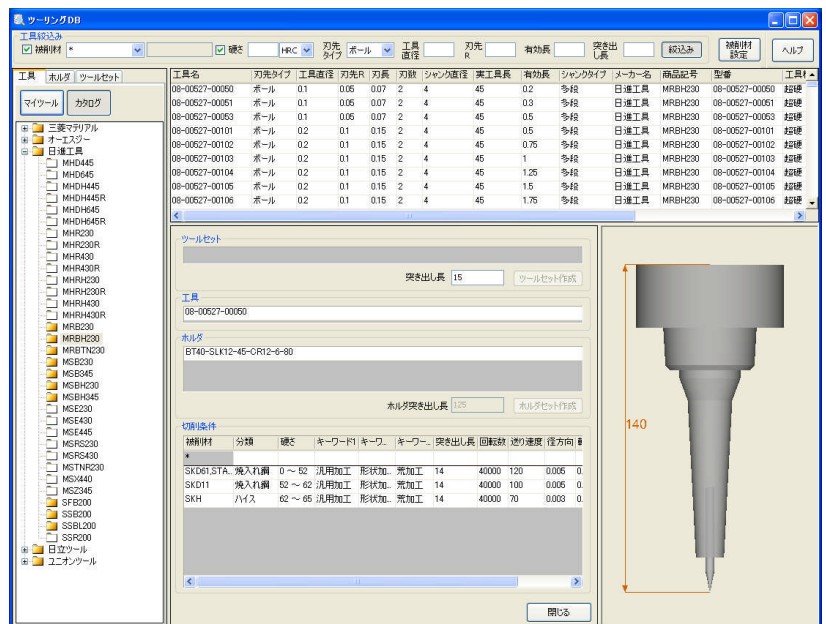 ツーリングDB
工具絞込み
被削材 * 硬さ HRC 刃先タイプ ボール 工具直径 刃先R 有効長 突き出し長 絞込み 被削材設定 ヘルプ
工具 ホルダ ツールセット
マイツール カタログ
三菱マテリアル
オーエスジー
日進工具
MHD445
MHD645
MHDH445
MHDH445R
MHDH645
MHDH645R
MHR230
MHR230R
MHR430
MHR430R
MHRH230
MHRH230R
MHRH430
MHRH430R
MRB230
MRBH230
MRBTN230
MSB230
MSB345
MSBH230
MSBH345
MSE230
MSE430
MSE445
MSRS230
MSRS430
MSTNR230
MSX440
MSZ345
SFB200
SSB200
SSBL200
SSR200
日立ツール
ユニオンツール
工具名 刃先タイプ 工具直径 刃先R 刃長 刃数 シャンク直径 実工具長 有効長 シャンクタイプ メーカー名 商品記号 型番
08-00527-00050 ボール 0.1 0.05 0.07 2 4 45 0.2 多段 日進工具 MRBH230 08-00527-00050 超硬
08-00527-00051 ボール 0.1 0.05 0.07 2 4 45 0.3 多段 日進工具 MRBH230 08-00527-00051 超硬
08-00527-00053 ボール 0.1 0.05 0.07 2 4 45 0.5 多段 日進工具 MRBH230 08-00527-00053 超硬
08-00527-00101 ボール 0.2 0.1 0.15 2 4 45 0.5 多段 日進工具 MRBH230 08-00527-00101 超硬
08-00527-00102 ボール 0.2 0.1 0.15 2 4 45 0.75 多段 日進工具 MRBH230 08-00527-00102 超硬
08-00527-00103 ボール 0.2 0.1 0.15 2 4 45 1 多段 日進工具 MRBH230 08-00527-00103 超硬
08-00527-00104 ボール 0.2 0.1 0.15 2 4 45 1.25 多段 日進工具 MRBH230 08-00527-00104 超硬
08-00527-00105 ボール 0.2 0.1 0.15 2 4 45 1.5 多段 日進工具 MRBH230 08-00527-00105 超硬
08-00527-00106 ボール 0.2 0.1 0.15 2 4 45 1.75 多段 日進工具 MRBH230 08-00527-00106 超硬
ツールセット
突き出し長 15 ツールセット作成
工具
08-00527-00050
ホルダ
BT40-SLK12-45-CR12-6-80
ホルダ突き出し長 125 ホルダセット作成
切削条件
被削材 分類 硬さ キーワード1 キーワ... キーワー... 突き出し長 回転数 送り速度 径方向
*
SKD61,STA... 焼入れ鋼 0 ～ 52 汎用加工 形状加... 荒加工 14 40000 120 0.005
SKD11 焼入れ鋼 52 ～ 62 汎用加工 形状加... 荒加工 14 40000 100 0.005
SKH ハイス 62 ～ 65 汎用加工 形状加... 荒加工 14 40000 70 0.003
閉じる
140